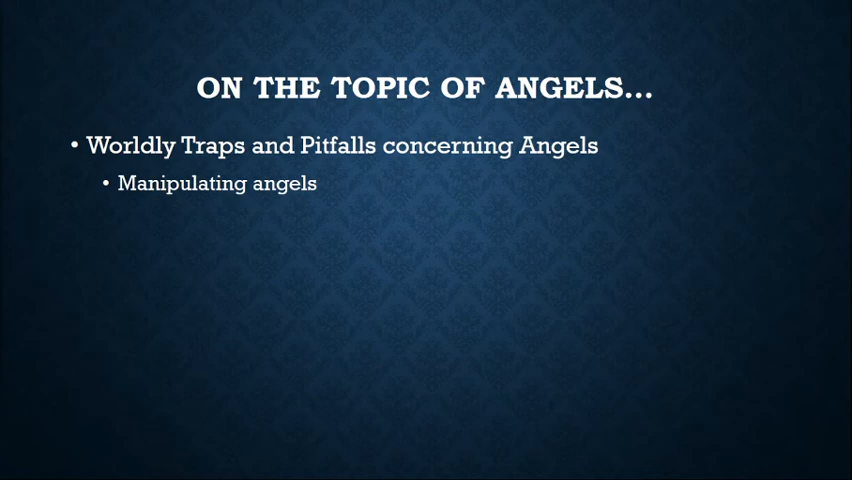 ON THE TOPIC OF ANGELS...
• Worldly Traps and Pitfalls concerning Angels
• Manipulating angels